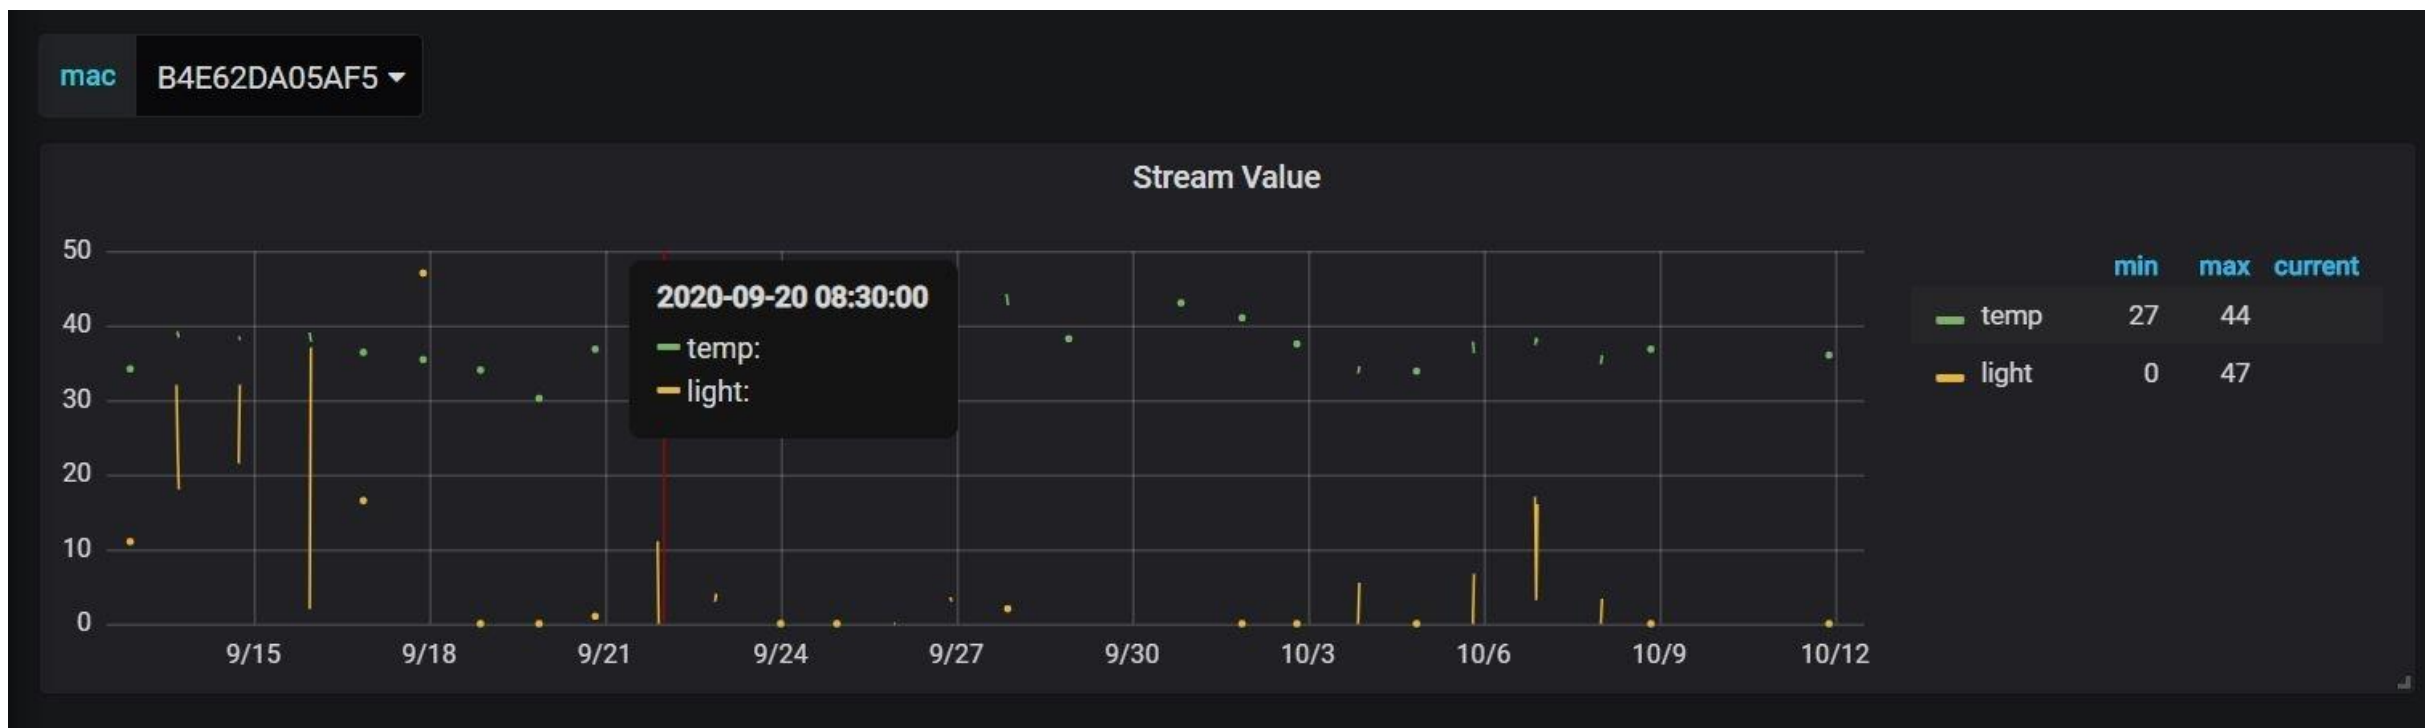 mac B4E62DA05AF5
Stream Value
50
40
30
20
10
0
9/15 9/18 9/21 9/24 9/27 9/30 10/3 10/6 10/9 10/12
2020-09-20 08:30:00
temp:
light:
min max current
temp 27 44
light 0 47